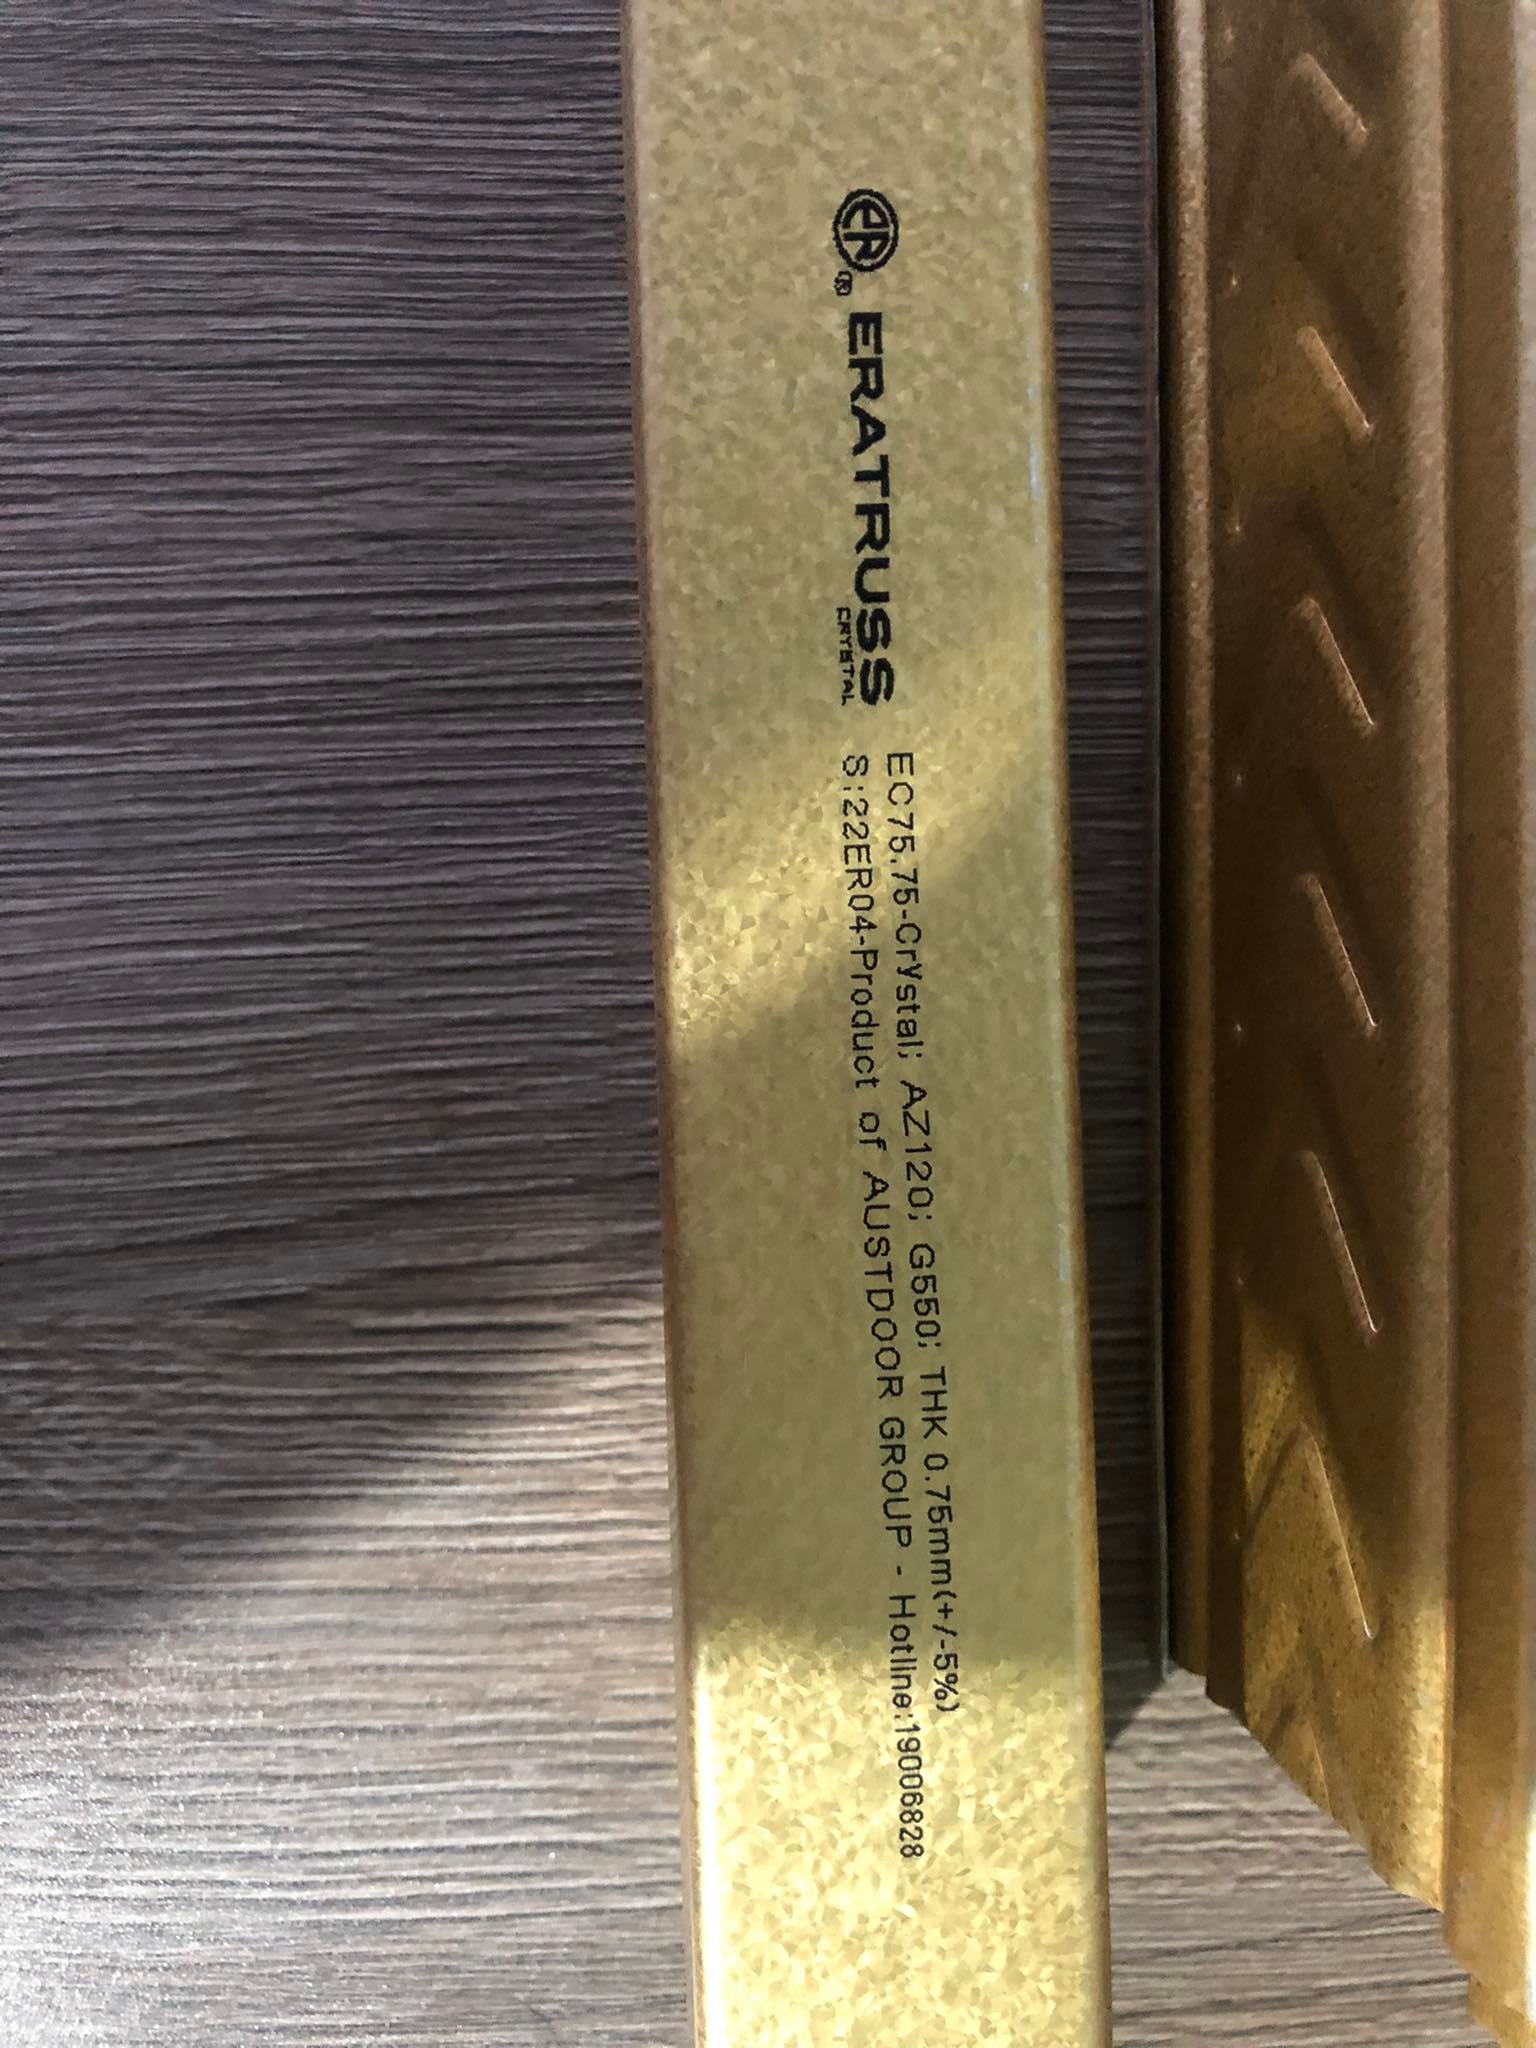 ER®
ERATRUSS
CRYSTAL
EC75.75-Crystal; AZ120; G550; THK 0.75mm(+/-5%)
S:22ER04-Product of AUSTDOOR GROUP - Hotline:19006828